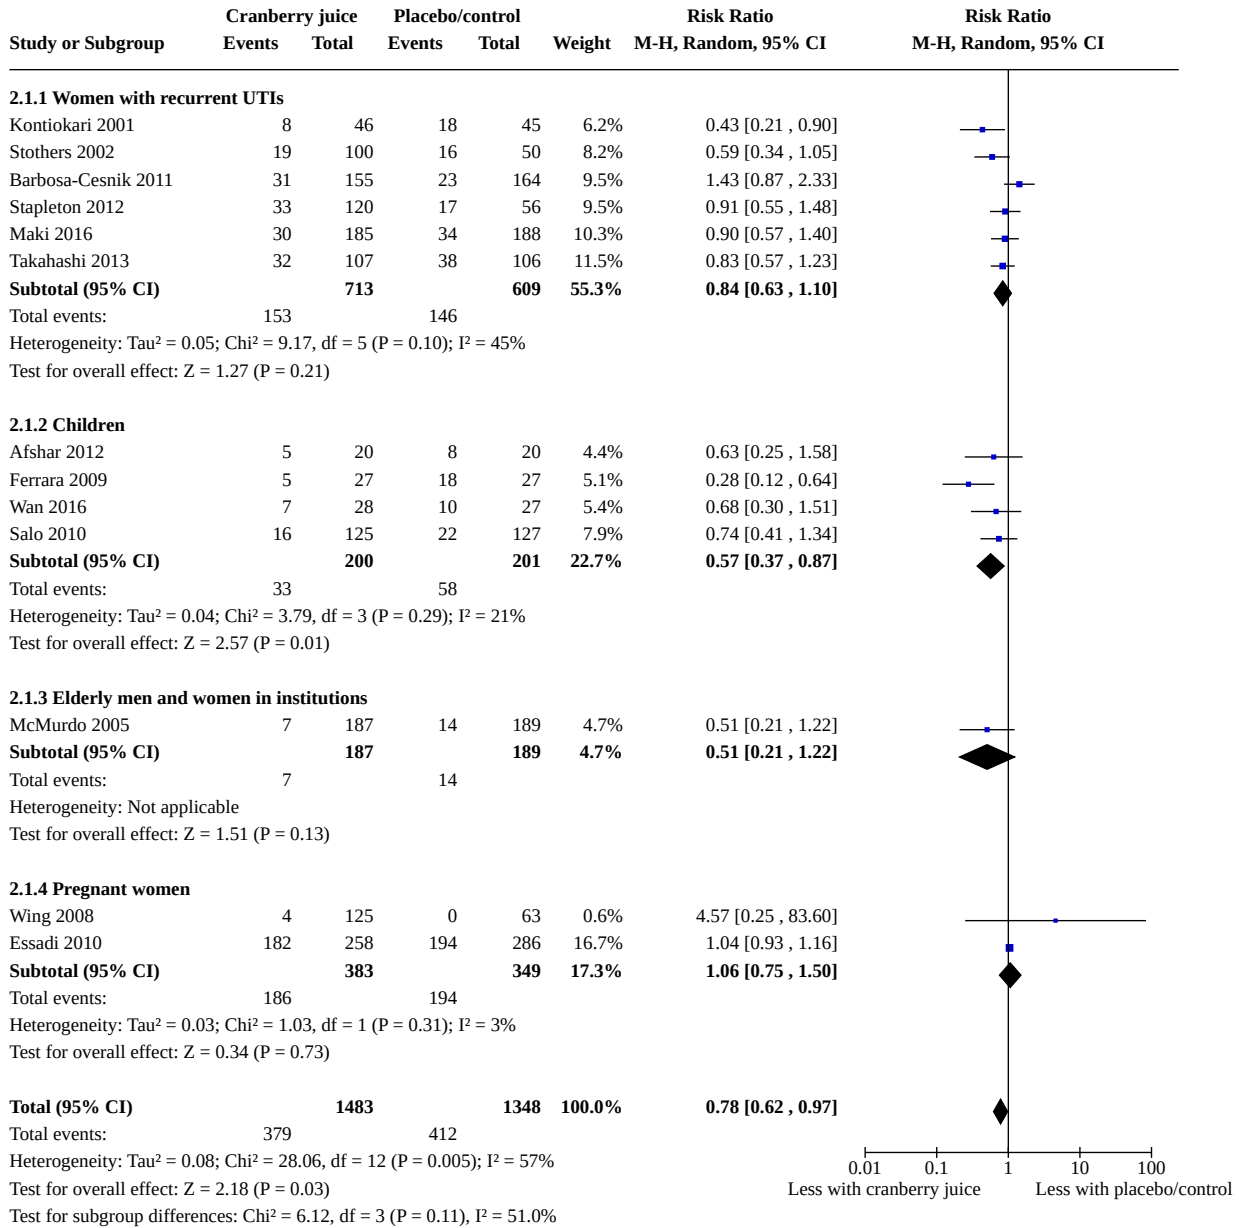 Cranberry juice Placebo/control Risk Ratio Risk Ratio
Study or Subgroup Events Total Events Total Weight M-H, Random, 95% CI M-H, Random, 95% CI
2.1.1 Women with recurrent UTIs
Kontiokari 2001 8 46 18 45 6.2% 0.43 [0.21 , 0.90]
Stothers 2002 19 100 16 50 8.2% 0.59 [0.34 , 1.05]
Barbosa-Cesnik 2011 31 155 23 164 9.5% 1.43 [0.87 , 2.33]
Stapleton 2012 33 120 17 56 9.5% 0.91 [0.55 , 1.48]
Maki 2016 30 185 34 188 10.3% 0.90 [0.57 , 1.40]
Takahashi 2013 32 107 38 106 11.5% 0.83 [0.57 , 1.23]
Subtotal (95% CI) 713 609 55.3% 0.84 [0.63 , 1.10]
Total events: 153 146
Heterogeneity: Tau² = 0.05; Chi² = 9.17, df = 5 (P = 0.10); I² = 45%
Test for overall effect: Z = 1.27 (P = 0.21)
2.1.2 Children
Afshar 2012 5 20 8 20 4.4% 0.63 [0.25 , 1.58]
Ferrara 2009 5 27 18 27 5.1% 0.28 [0.12 , 0.64]
Wan 2016 7 28 10 27 5.4% 0.68 [0.30 , 1.51]
Salo 2010 16 125 22 127 7.9% 0.74 [0.41 , 1.34]
Subtotal (95% CI) 200 201 22.7% 0.57 [0.37 , 0.87]
Total events: 33 58
Heterogeneity: Tau² = 0.04; Chi² = 3.79, df = 3 (P = 0.29); I² = 21%
Test for overall effect: Z = 2.57 (P = 0.01)
2.1.3 Elderly men and women in institutions
McMurdo 2005 7 187 14 189 4.7% 0.51 [0.21 , 1.22]
Subtotal (95% CI) 187 189 4.7% 0.51 [0.21 , 1.22]
Total events: 7 14
Heterogeneity: Not applicable
Test for overall effect: Z = 1.51 (P = 0.13)
2.1.4 Pregnant women
Wing 2008 4 125 0 63 0.6% 4.57 [0.25 , 83.60]
Essadi 2010 182 258 194 286 16.7% 1.04 [0.93 , 1.16]
Subtotal (95% CI) 383 349 17.3% 1.06 [0.75 , 1.50]
Total events: 186 194
Heterogeneity: Tau² = 0.03; Chi² = 1.03, df = 1 (P = 0.31); I² = 3%
Test for overall effect: Z = 0.34 (P = 0.73)
Total (95% CI) 1483 1348 100.0% 0.78 [0.62 , 0.97]
Total events: 379 412
Heterogeneity: Tau² = 0.08; Chi² = 28.06, df = 12 (P = 0.005); I² = 57% 0.01 0.1 1 10 100
Test for overall effect: Z = 2.18 (P = 0.03) Less with cranberry juice Less with placebo/control
Test for subgroup differences: Chi² = 6.12, df = 3 (P = 0.11), I² = 51.0%